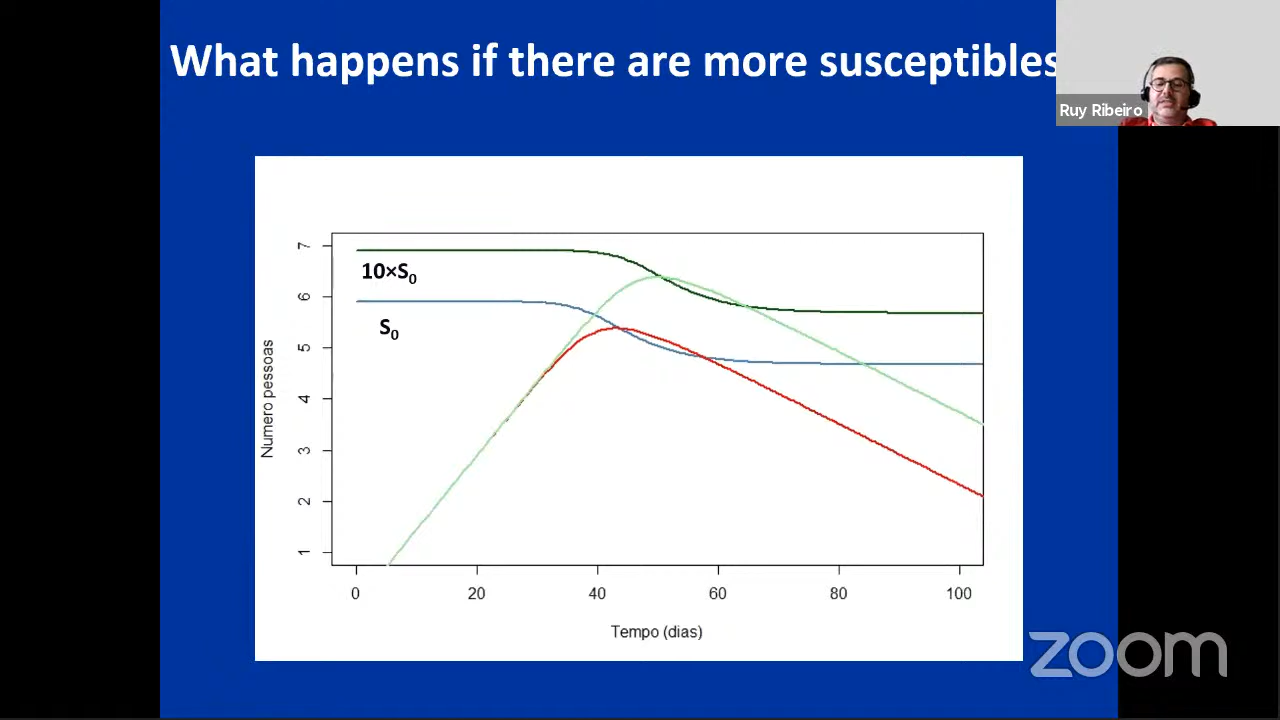 What happens if there are more susceptibles
Ruy Ribeiro
10×S0
S0
Numero pessoas
7
6
5
4
3
2
1
0 20 40 60 80 100
Tempo (dias)
zoom